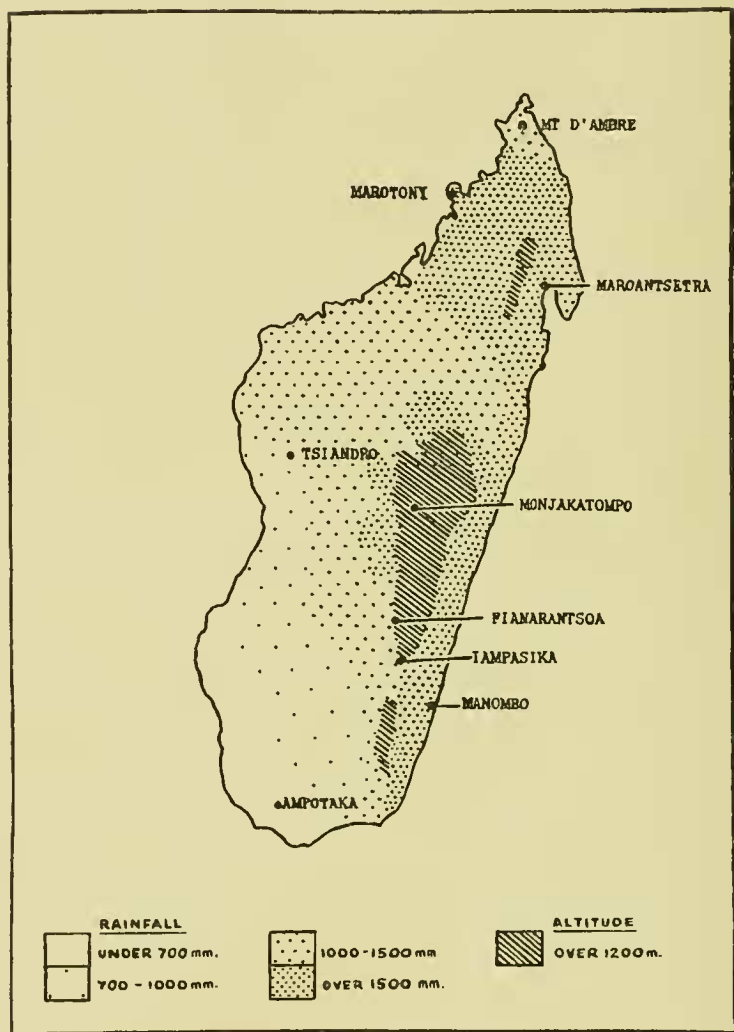 MT D'AMBRE
MAROTONY
MAROANTSETRA
TSIANDRO
MONJAKATOMPO
FIANARANTSOA
IAMPASIKA
MANOMBO
AMPOTAKA
RAINFALL
UNDER 700 mm.
700 - 1000 mm.
1000-1500 mm
OVER 1500 mm.
ALTITUDE
OVER 1200 m.